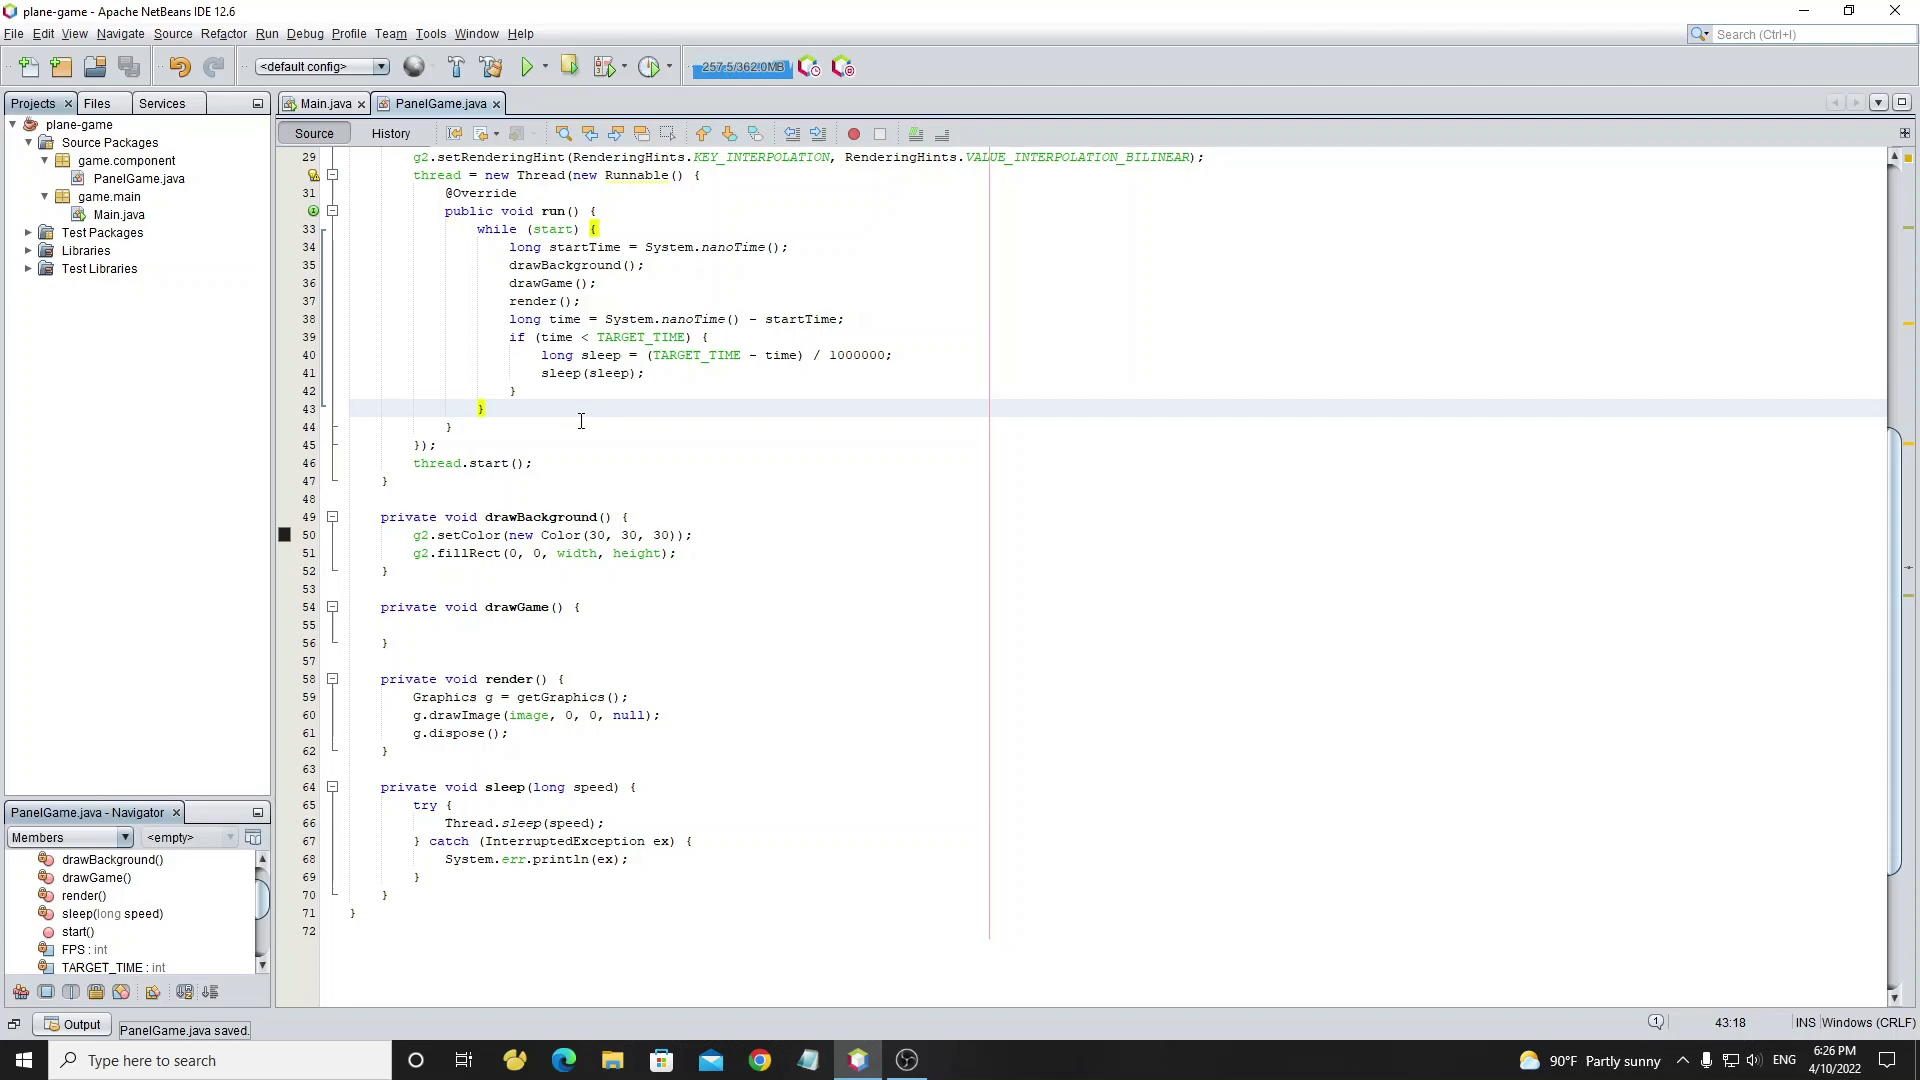 plane-game - Apache NetBeans IDE 12.6
File Edit View Navigate Source Refactor Run Debug Profile Team Tools Window Help
Search (Ctrl+I)
<default config>
257.5/362.0MB
Projects Files Services
Main.java PanelGame.java
plane-game
Source Packages
game.component
PanelGame.java
game.main
Main.java
Test Packages
Libraries
Test Libraries
Source History
29 g2.setRenderingHint(RenderingHints.KEY_INTERPOLATION, RenderingHints.VALUE_INTERPOLATION_BILINEAR);
thread = new Thread(new Runnable() {
31 @Override
public void run() {
33 while (start) {
34 long startTime = System.nanoTime();
35 drawBackground();
36 drawGame();
37 render();
38 long time = System.nanoTime() - startTime;
39 if (time < TARGET_TIME) {
40 long sleep = (TARGET_TIME - time) / 1000000;
41 sleep(sleep);
42 }
43 }
44 }
45 });
46 thread.start();
47 }
48
49 private void drawBackground() {
50 g2.setColor(new Color(30, 30, 30));
51 g2.fillRect(0, 0, width, height);
52 }
53
54 private void drawGame() {
55
56 }
57
58 private void render() {
59 Graphics g = getGraphics();
60 g.drawImage(image, 0, 0, null);
61 g.dispose();
62 }
63
64 private void sleep(long speed) {
65 try {
66 Thread.sleep(speed);
67 } catch (InterruptedException ex) {
68 System.err.println(ex);
69 }
70 }
71 }
72
PanelGame.java - Navigator
Members <empty>
drawBackground()
drawGame()
render()
sleep(long speed)
start()
FPS : int
TARGET_TIME : int
Output PanelGame.java saved.
1 43:18 INS Windows (CRLF)
Type here to search
90°F Partly sunny ENG
6:26 PM
4/10/2022